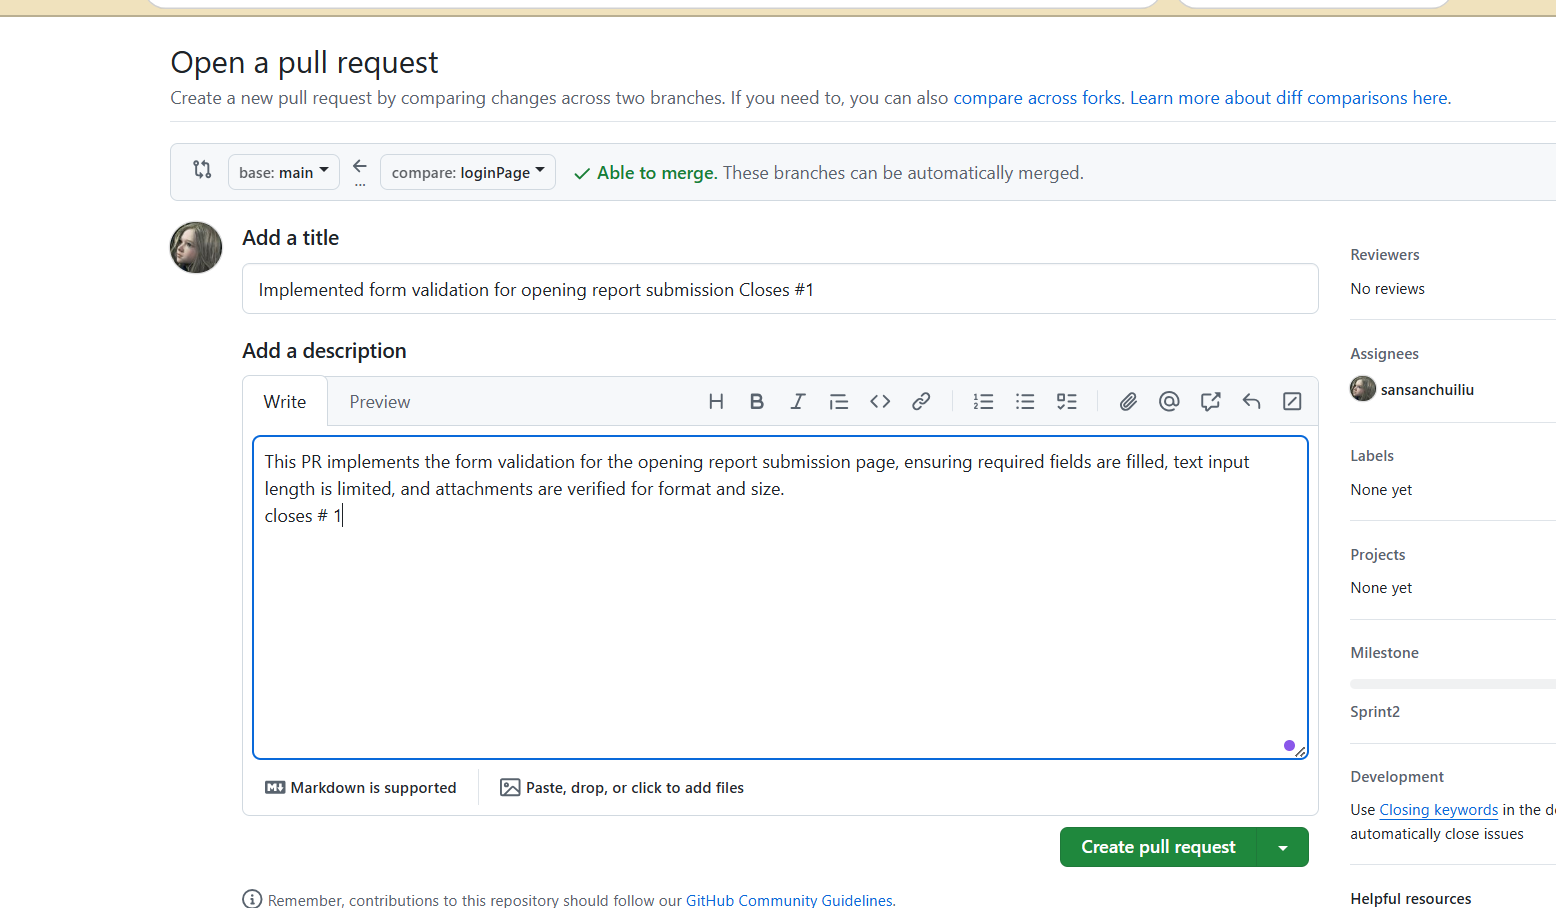 Open a pull request
Create a new pull request by comparing changes across two branches. If you need to, you can also compare across forks. Learn more about diff comparisons here.
base: main
...
compare: loginPage
Able to merge. These branches can be automatically merged.
Add a title
Implemented form validation for opening report submission Closes #1
Add a description
Write
Preview
This PR implements the form validation for the opening report submission page, ensuring required fields are filled, text input
length is limited, and attachments are verified for format and size.
closes # 1
Markdown is supported
Paste, drop, or click to add files
Create pull request
Remember, contributions to this repository should follow our GitHub Community Guidelines.
Reviewers
No reviews
Assignees
sansanchuiliu
Labels
None yet
Projects
None yet
Milestone
Sprint2
Development
Use Closing keywords in the
automatically close issues
Helpful resources